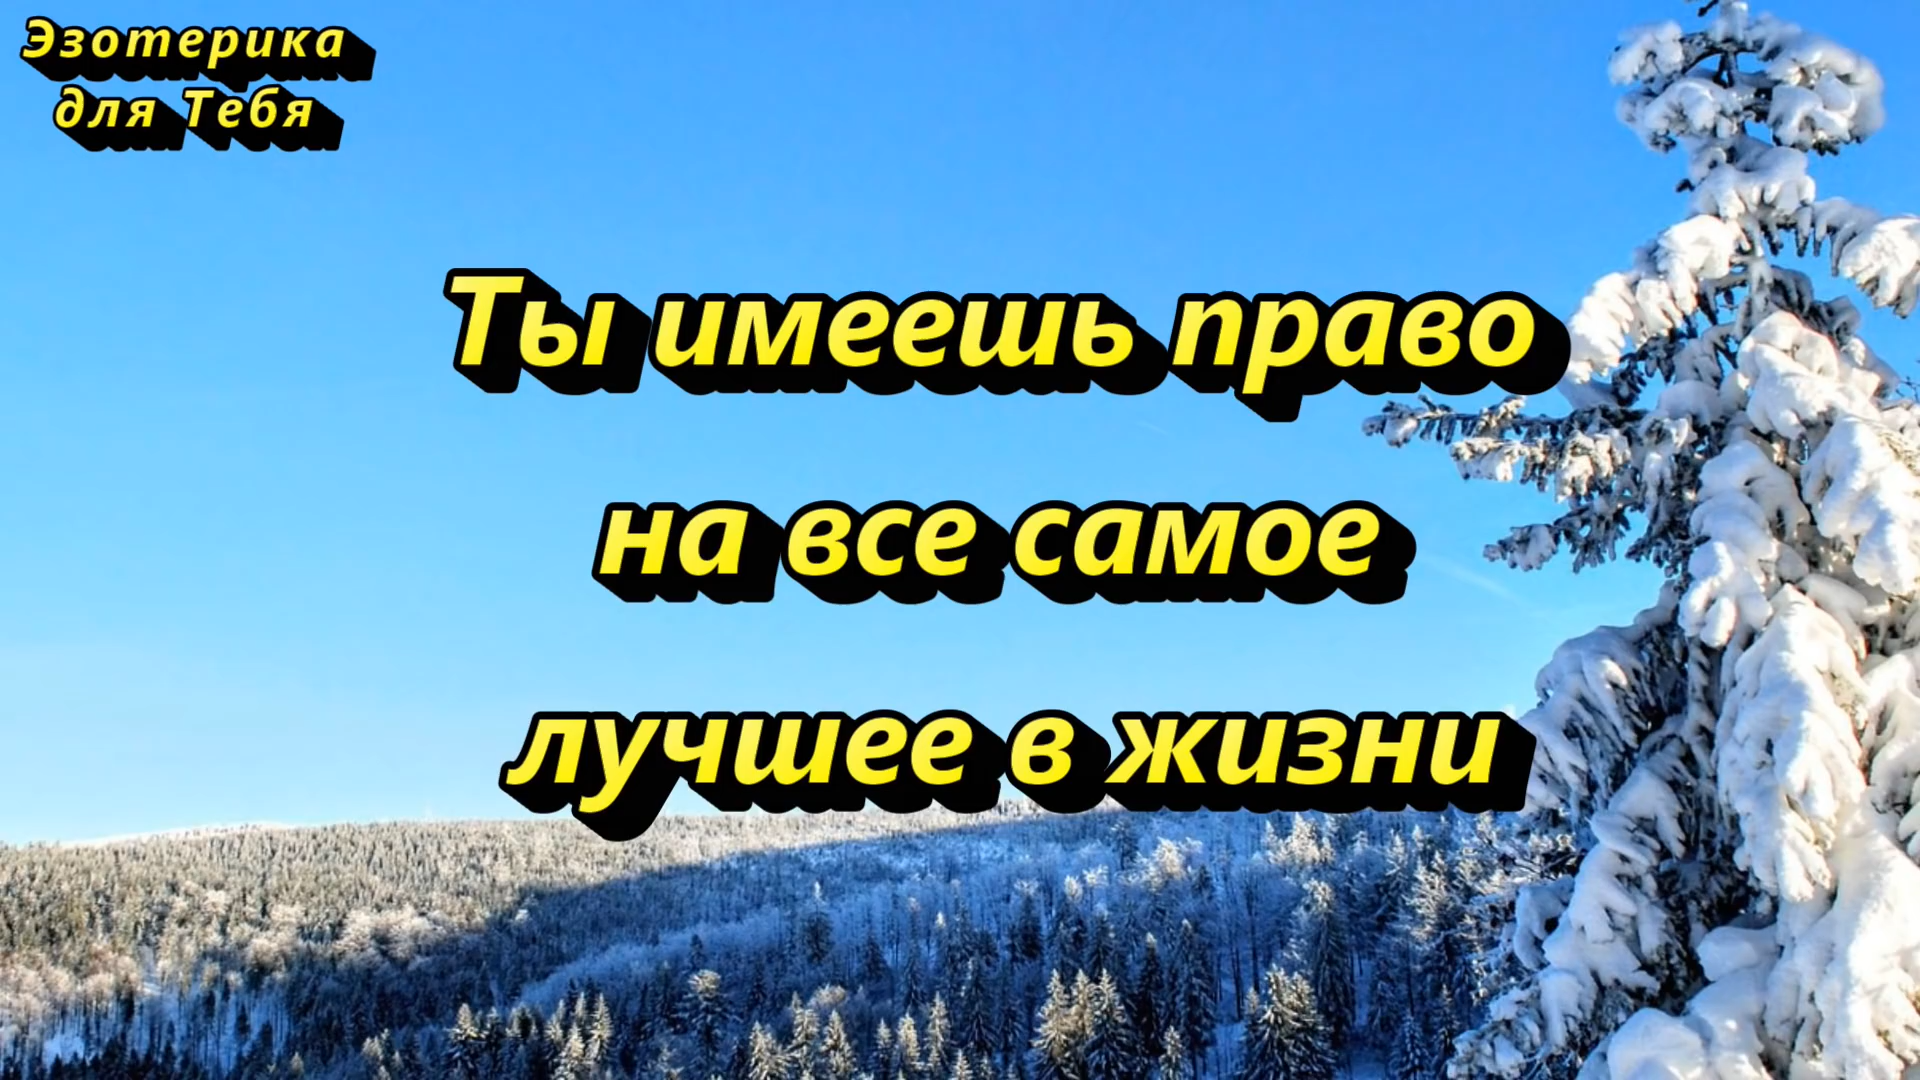 Эзотерика
для Тебя
Ты имеешь право
на все самое
лучшее в жизни